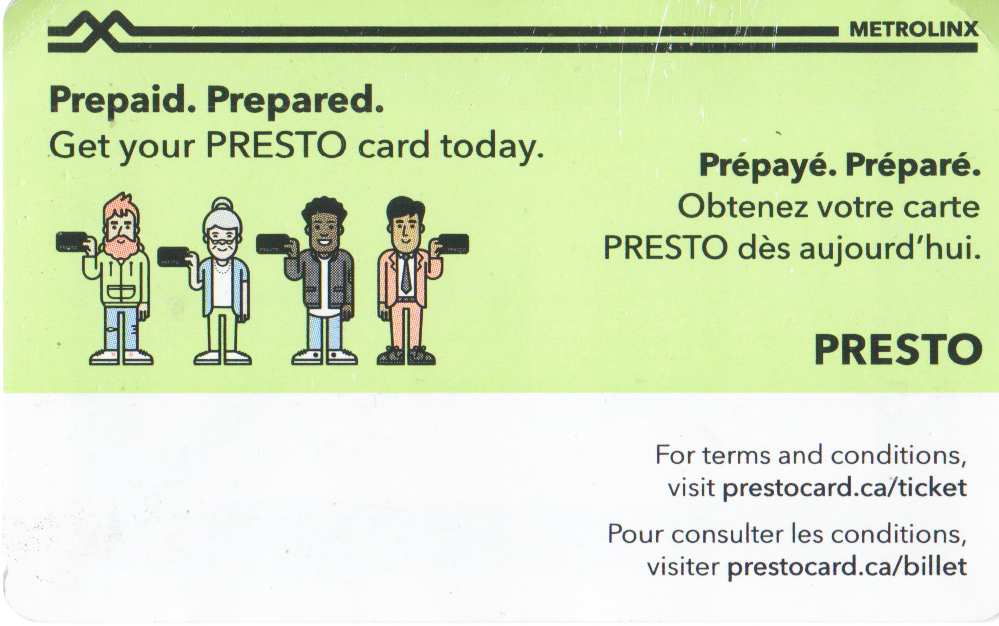 METROLINX
Prepaid. Prepared.
Get your PRESTO card today.
Prépayé. Préparé.
Obtenez votre carte
PRESTO dès aujourd'hui.
PRESTO
For terms and conditions,
visit prestocard.ca/ticket
Pour consulter les conditions,
visiter prestocard.ca/billet